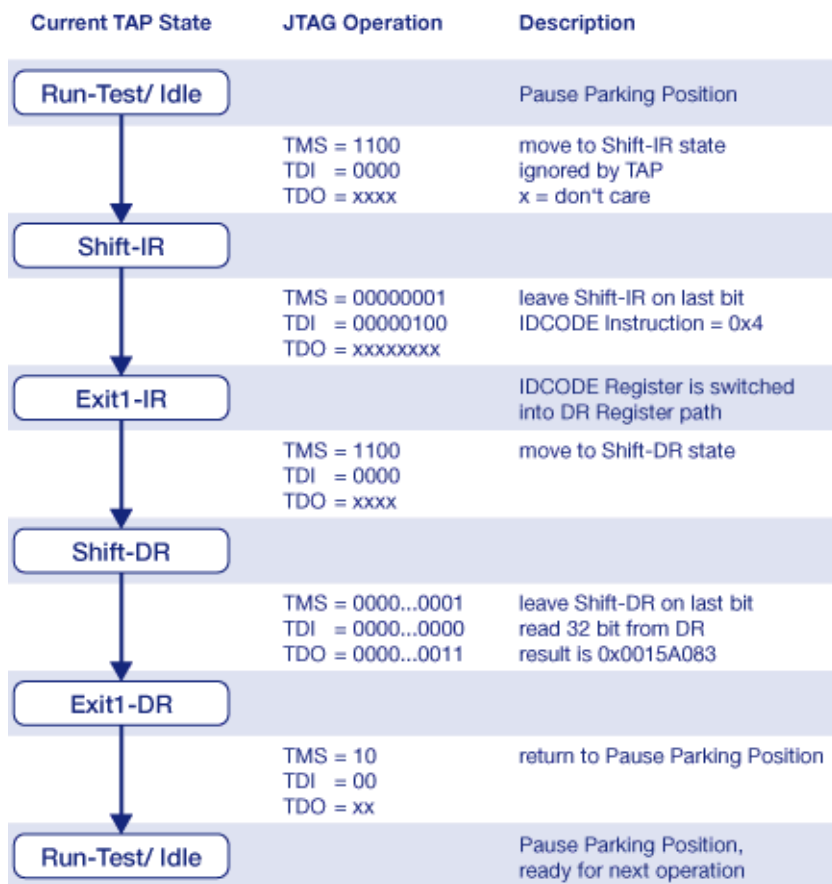 Current TAP State JTAG Operation Description
Run-Test/ Idle Pause Parking Position
TMS = 1100 move to Shift-IR state
TDI = 0000 ignored by TAP
TDO = xxxx x = don't care
Shift-IR
TMS = 00000001 leave Shift-IR on last bit
TDI = 00000100 IDCODE Instruction = 0x4
TDO = xxxxxxxx
Exit1-IR IDCODE Register is switched
into DR Register path
TMS = 1100 move to Shift-DR state
TDI = 0000
TDO = xxxx
Shift-DR
TMS = 0000...0001 leave Shift-DR on last bit
TDI = 0000...0000 read 32 bit from DR
TDO = 0000...0011 result is 0x0015A083
Exit1-DR
TMS = 10 return to Pause Parking Position
TDI = 00
TDO = xx
Run-Test/ Idle Pause Parking Position,
ready for next operation